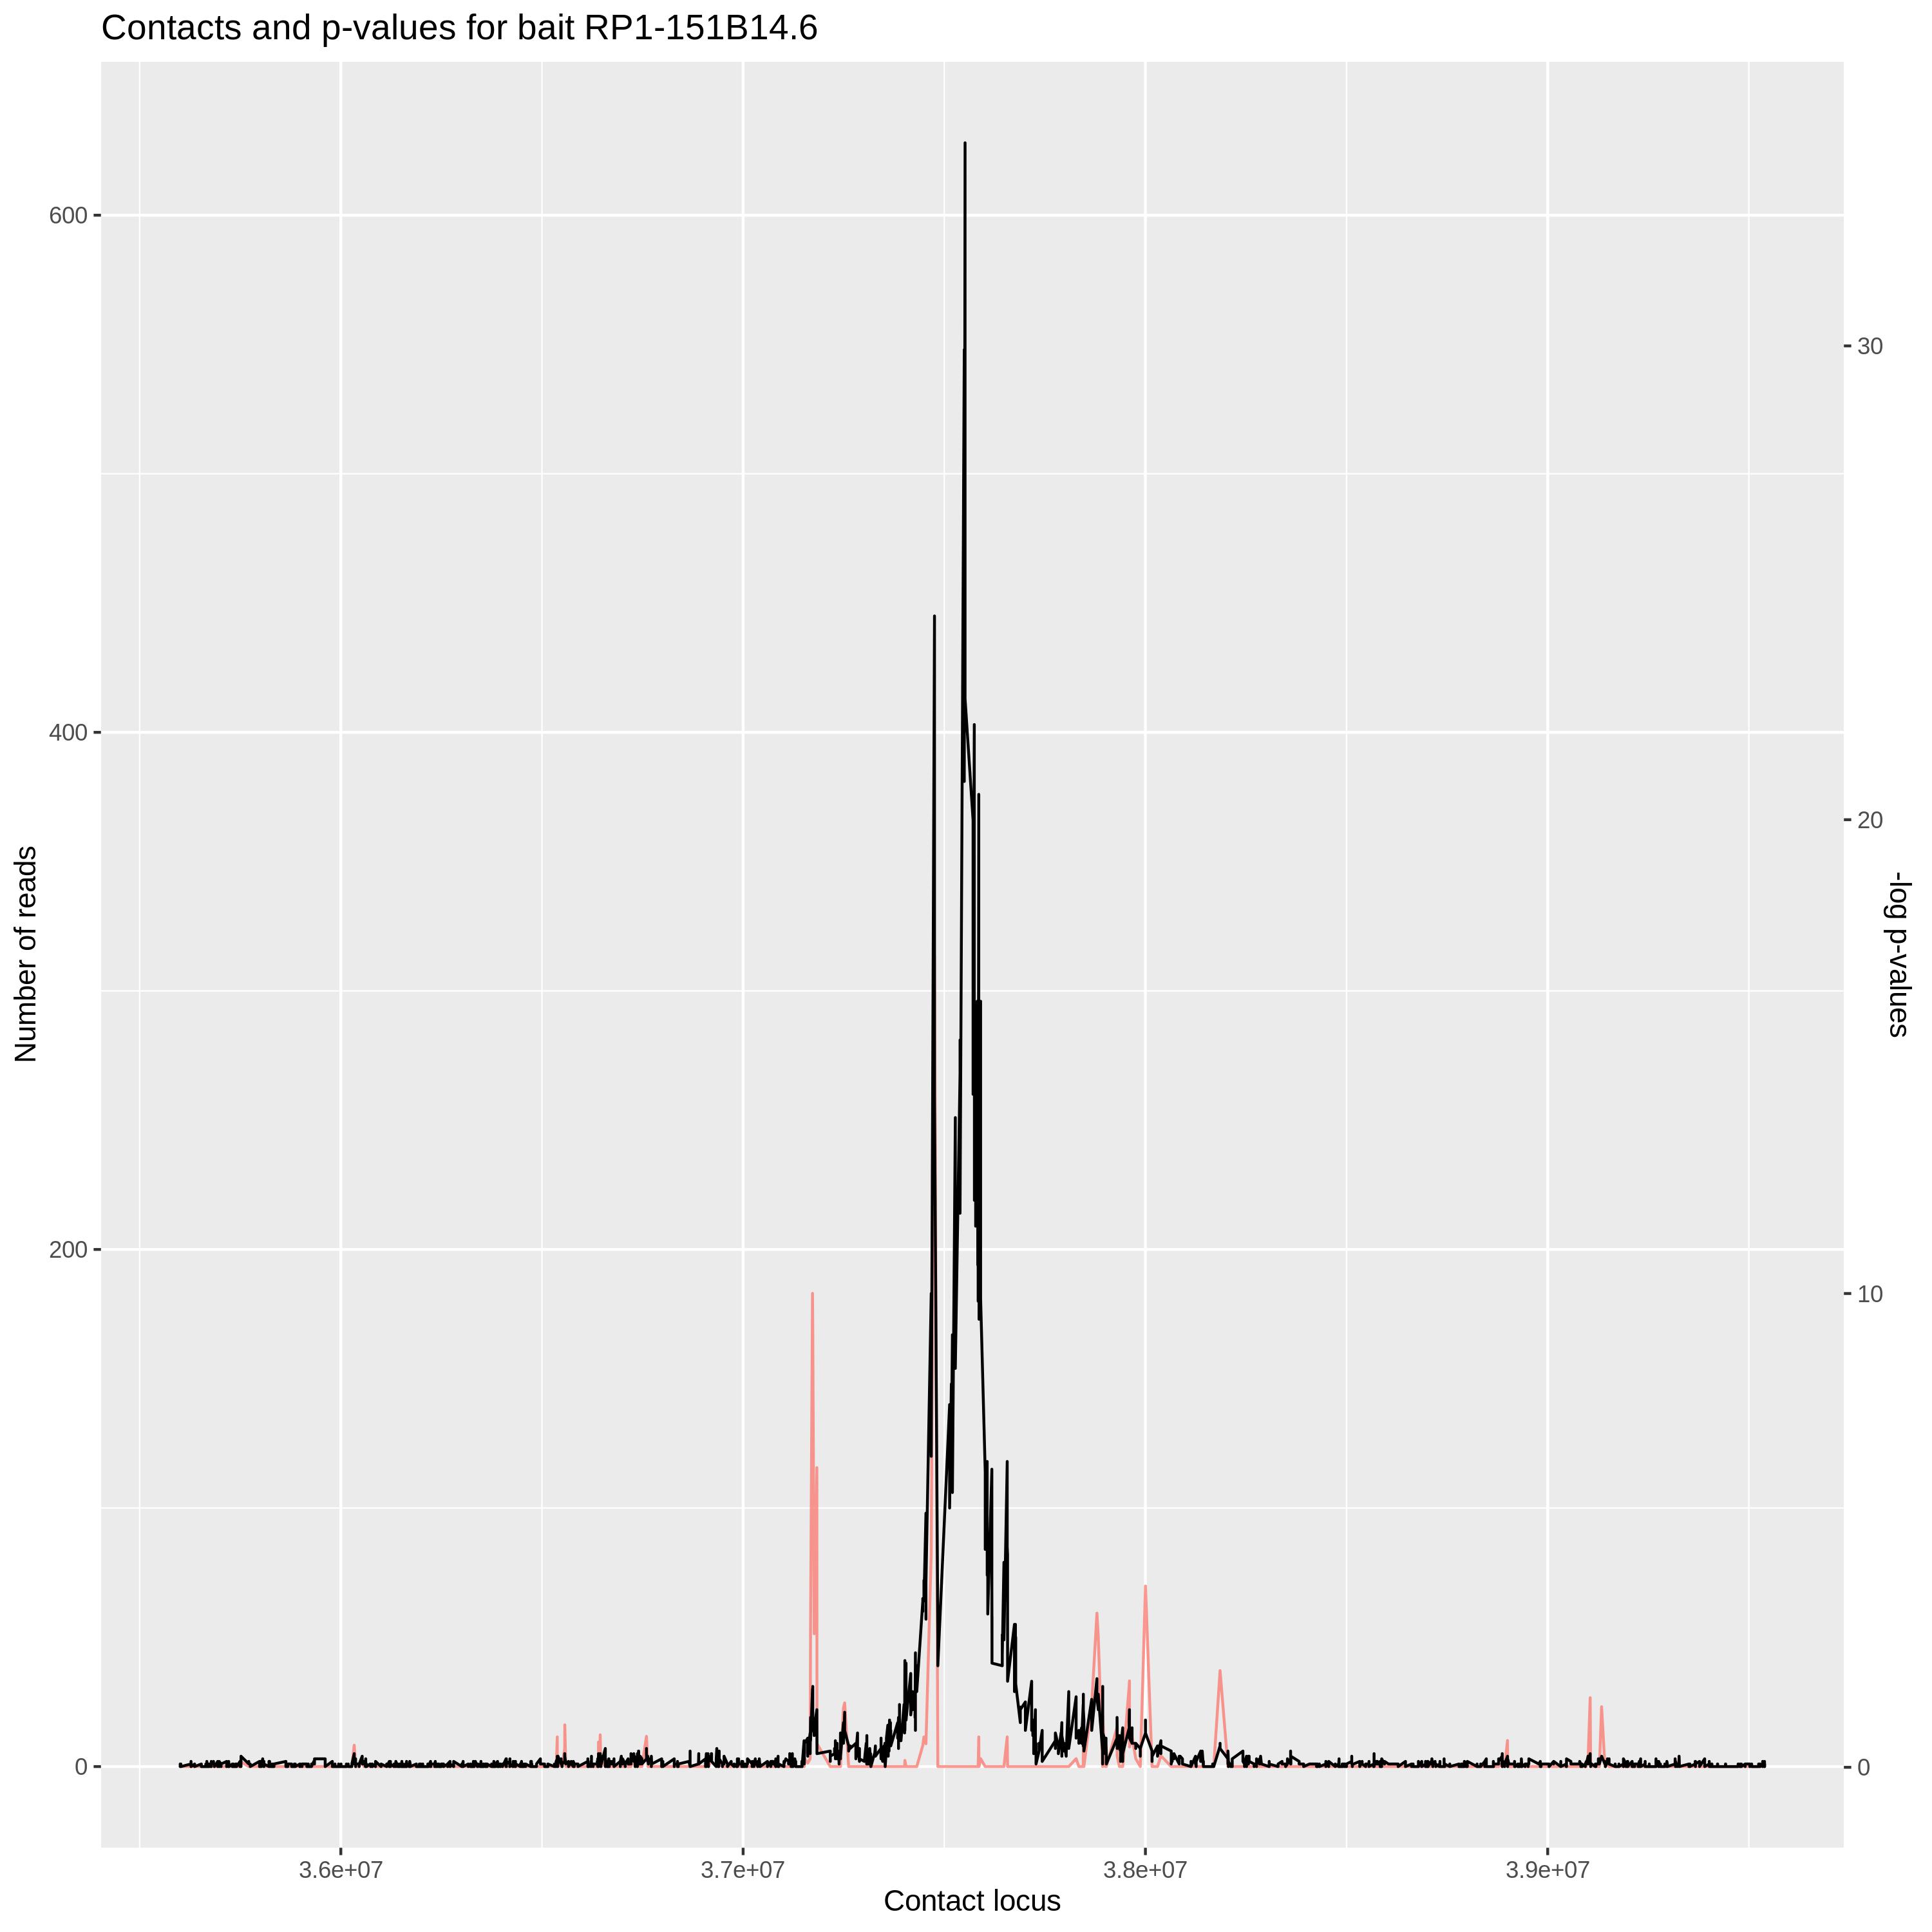 Contacts and p-values for bait RP1-151B14.6
600
400
200
0
Number of reads
30
20
10
0
-log p-values
3.6e+07
3.7e+07
3.8e+07
3.9e+07
Contact locus